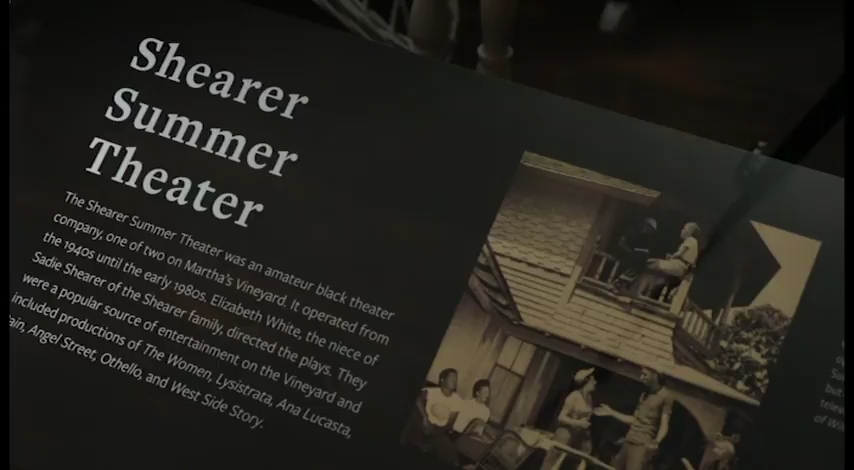 Shearer
Summer
Theater
The Shearer Summer Theater was an amateur black theater
company, one of two on Martha's Vineyard. It operated from
the 1940s until the early 1980s. Elizabeth White, the niece of
Sadie Shearer of the Shearer family, directed the plays. They
were a popular source of entertainment on the Vineyard and
included productions of The Women, Lysistrata, Ana Lucasta,
Angel Street, Othello, and West Side Story.
but